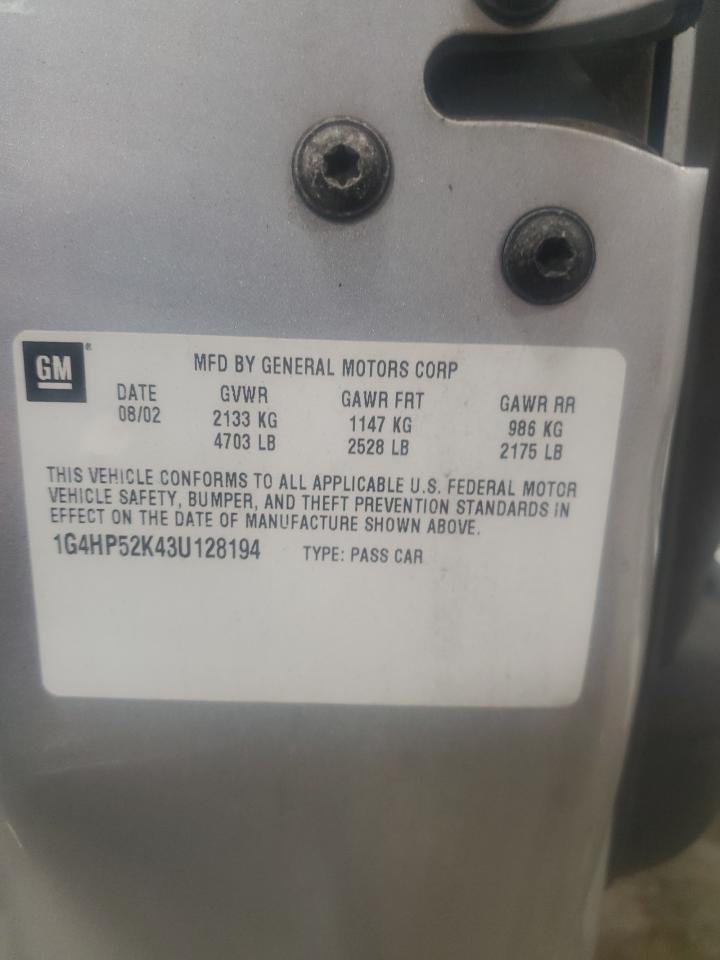 GM®
MFD BY GENERAL MOTORS CORP
DATE GVWR GAWR FRT GAWR RR
08/02 2133 KG 1147 KG 986 KG
4703 LB 2528 LB 2175 LB
THIS VEHICLE CONFORMS TO ALL APPLICABLE U.S. FEDERAL MOTOR
VEHICLE SAFETY, BUMPER, AND THEFT PREVENTION STANDARDS IN
EFFECT ON THE DATE OF MANUFACTURE SHOWN ABOVE.
1G4HP52K43U128194 TYPE: PASS CAR